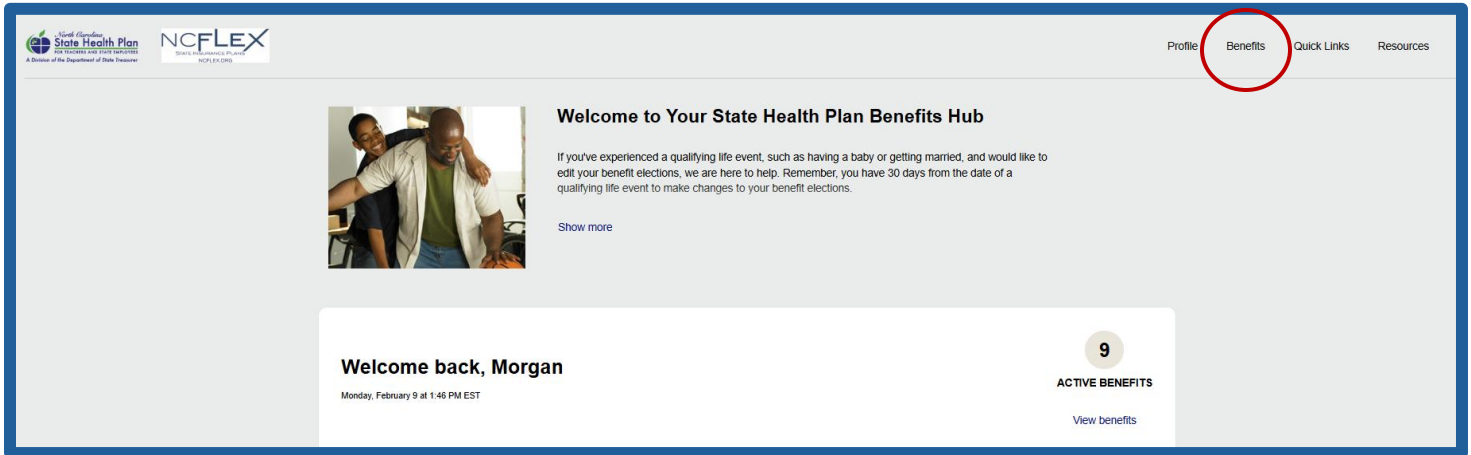 North Carolina
State Health Plan
FOR TEACHERS AND STATE EMPLOYEES
A Division of the Department of State Treasurer
NCFLEX
STATE INSURANCE PLANS
NCFLEX.ORG
Profile Benefits Quick Links Resources
Welcome to Your State Health Plan Benefits Hub
If you've experienced a qualifying life event, such as having a baby or getting married, and would like to
edit your benefit elections, we are here to help. Remember, you have 30 days from the date of a
qualifying life event to make changes to your benefit elections.
Show more
Welcome back, Morgan
Monday, February 9 at 1:46 PM EST
9
ACTIVE BENEFITS
View benefits